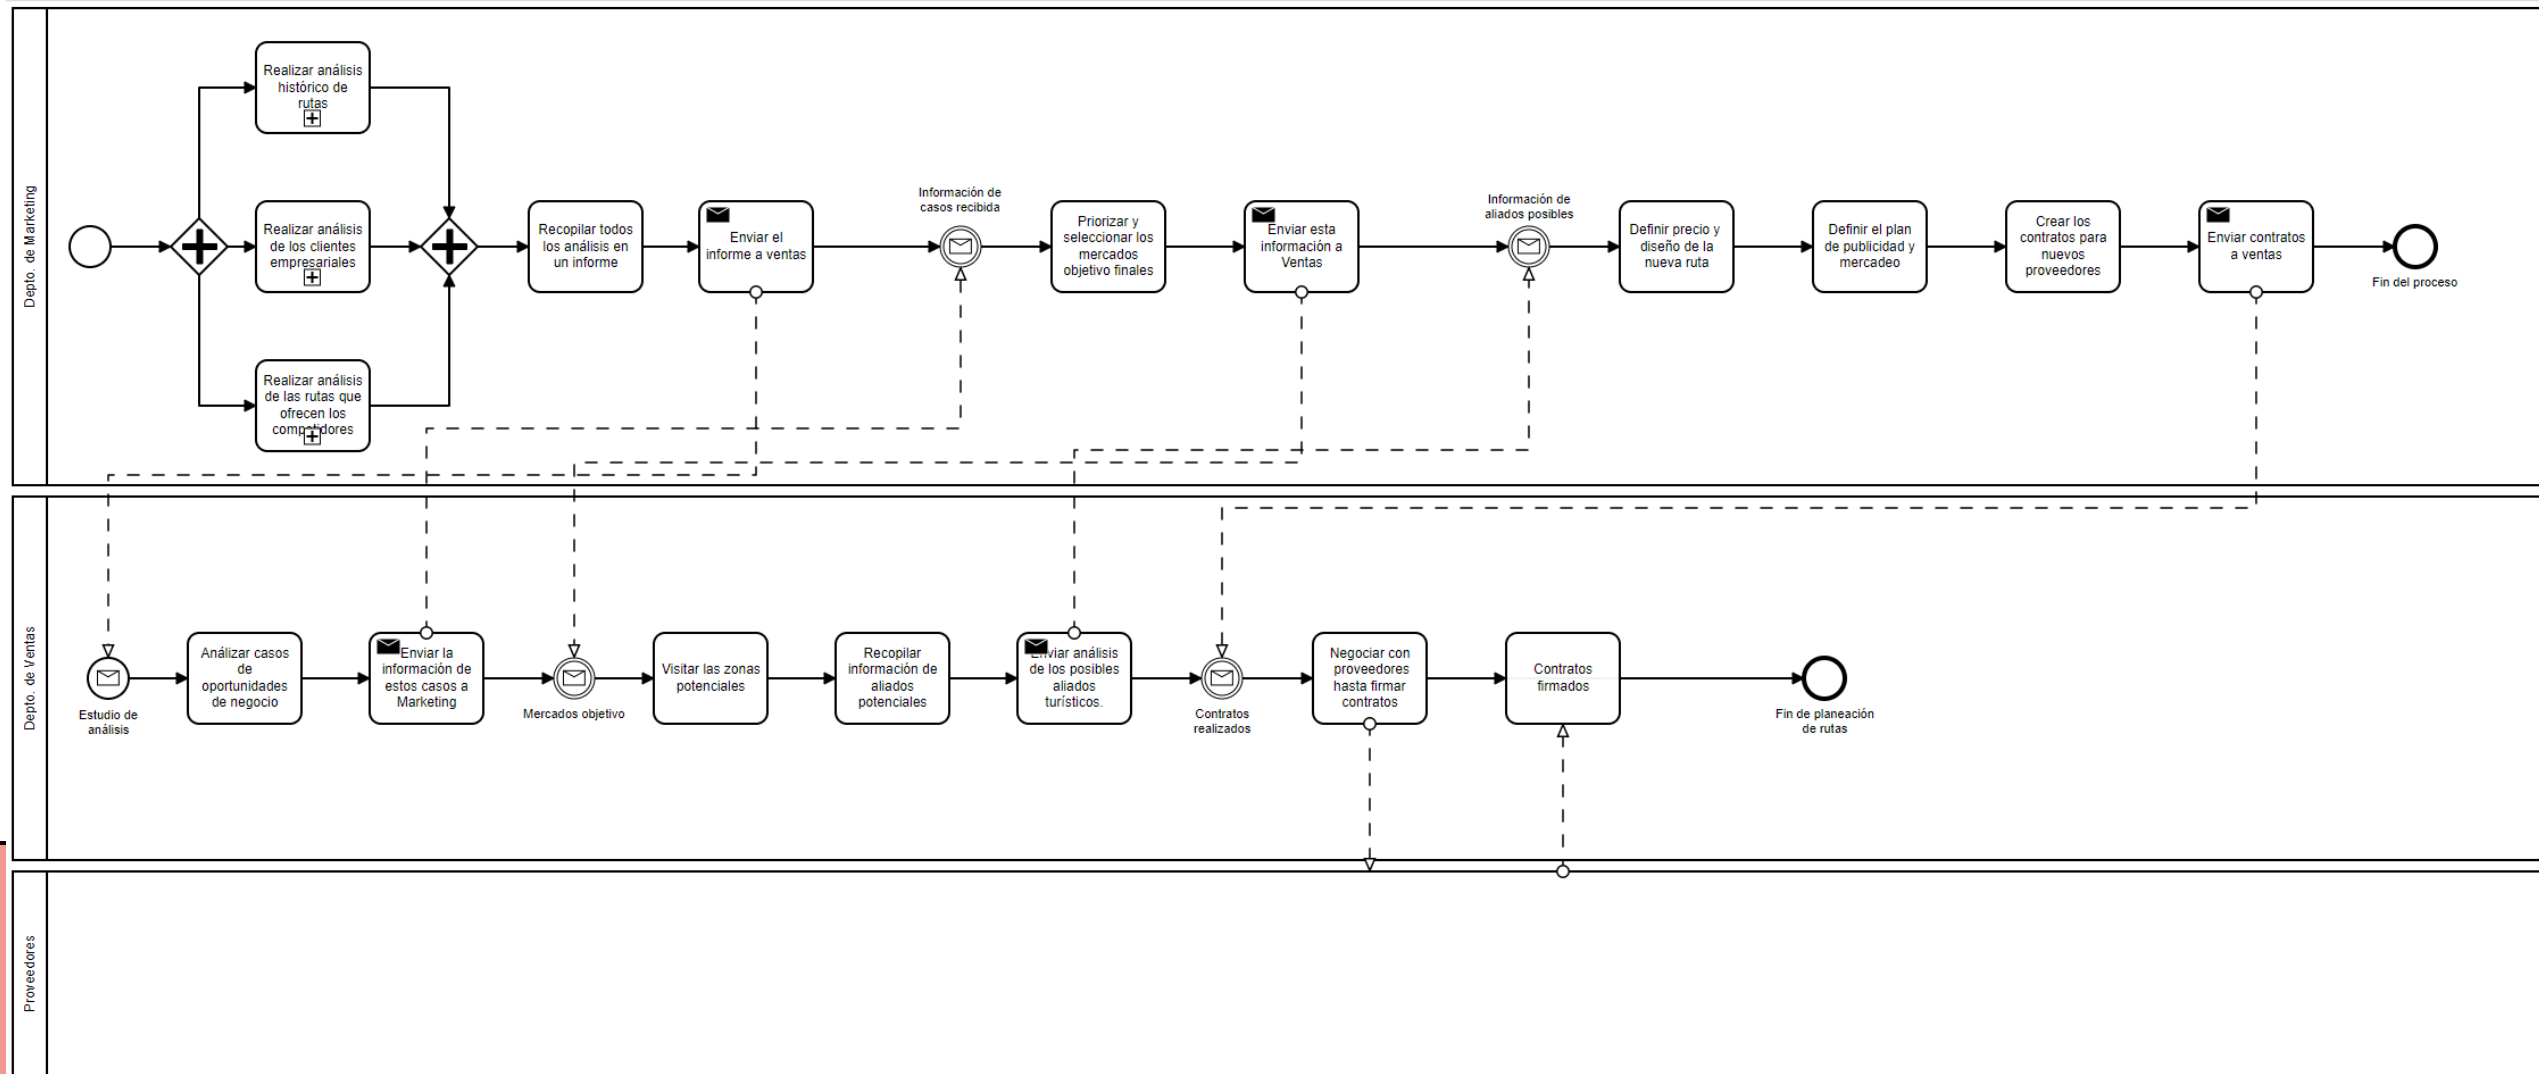 Depto. de Marketing
Realizar análisis
histórico de
rutas
Realizar análisis
de los clientes
empresariales
Realizar análisis
de las rutas que
ofrecen los
competidores
Recopilar todos
los análisis en
un informe
Enviar el
informe a ventas
Información de
casos recibida
Priorizar y
seleccionar los
mercados
objetivo finales
Enviar esta
información a
Ventas
Información de
aliados posibles
Definir precio y
diseño de la
nueva ruta
Definir el plan
de publicidad y
mercadeo
Crear los
contratos para
nuevos
proveedores
Enviar contratos
a ventas
Fin del proceso
Depto. de Ventas
Estudio de
análisis
Análizar casos
de
oportunidades
de negocio
Enviar la
información de
estos casos a
Marketing
Mercados objetivo
Visitar las zonas
potenciales
Recopilar
información de
aliados
potenciales
Enviar análisis
de los posibles
aliados
turísticos.
Contratos
realizados
Negociar con
proveedores
hasta firmar
contratos
Contratos
firmados
Fin de planeación
de rutas
Proveedores